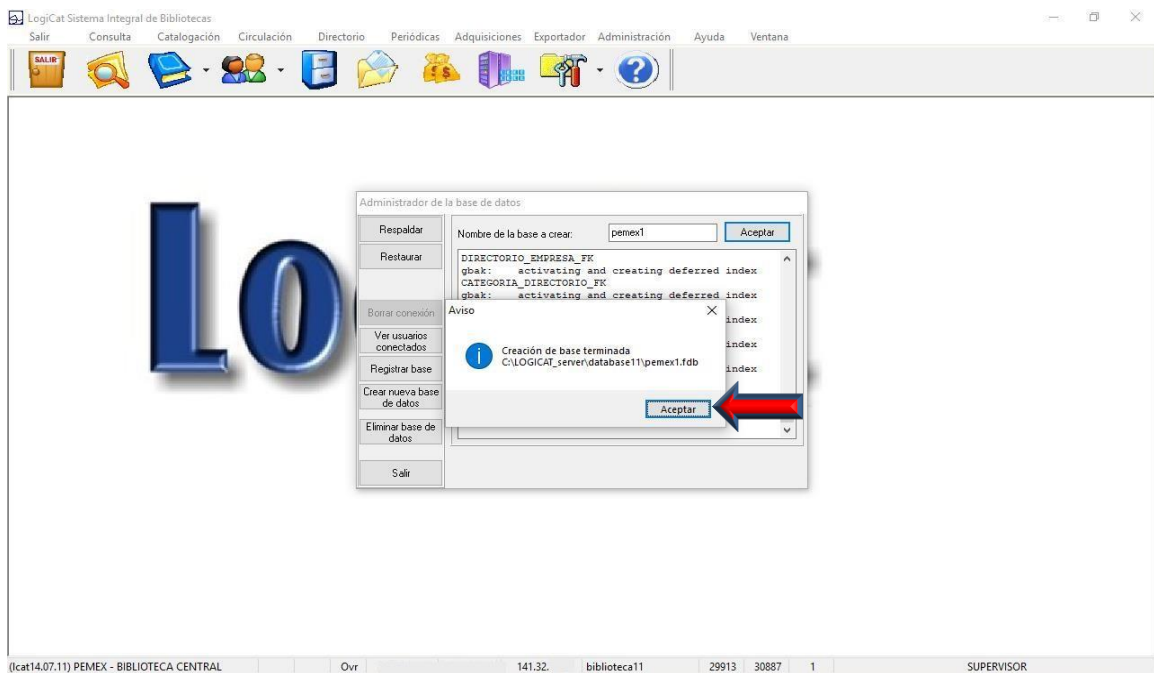 LogiCat Sistema Integral de Bibliotecas
Salir Consulta Catalogación Circulación Directorio Periódicas Adquisiciones Exportador Administración Ayuda Ventana
SALIR
Lo
Administrador de la base de datos
Respaldar
Restaurar
Borrar conexión
Ver usuarios
conectados
Registrar base
Crear nueva base
de datos
Eliminar base de
datos
Salir
Nombre de la base a crear: pemex1 Aceptar
DIRECTORIO_EMPRESA_FK
gbak: activating and creating deferred index
CATEGORIA_DIRECTORIO_FK
gbak: activating and creating deferred index
index
index
index
Aviso
Creación de base terminada
C:\LOGICAT_server\database11\pemex1.fdb
Aceptar
(lcat14.07.11) PEMEX - BIBLIOTECA CENTRAL Ovr 141.32. biblioteca11 29913 30887 1 SUPERVISOR